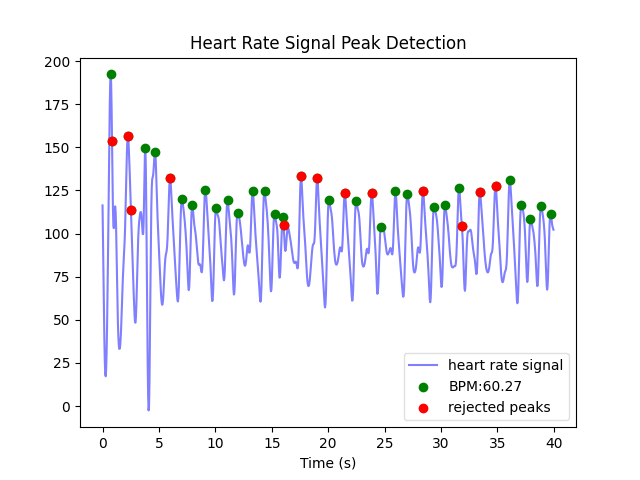 Heart Rate Signal Peak Detection
200
175
150
125
100
75
50
25
0
heart rate signal
BPM:60.27
rejected peaks
0 5 10 15 20 25 30 35 40
Time (s)